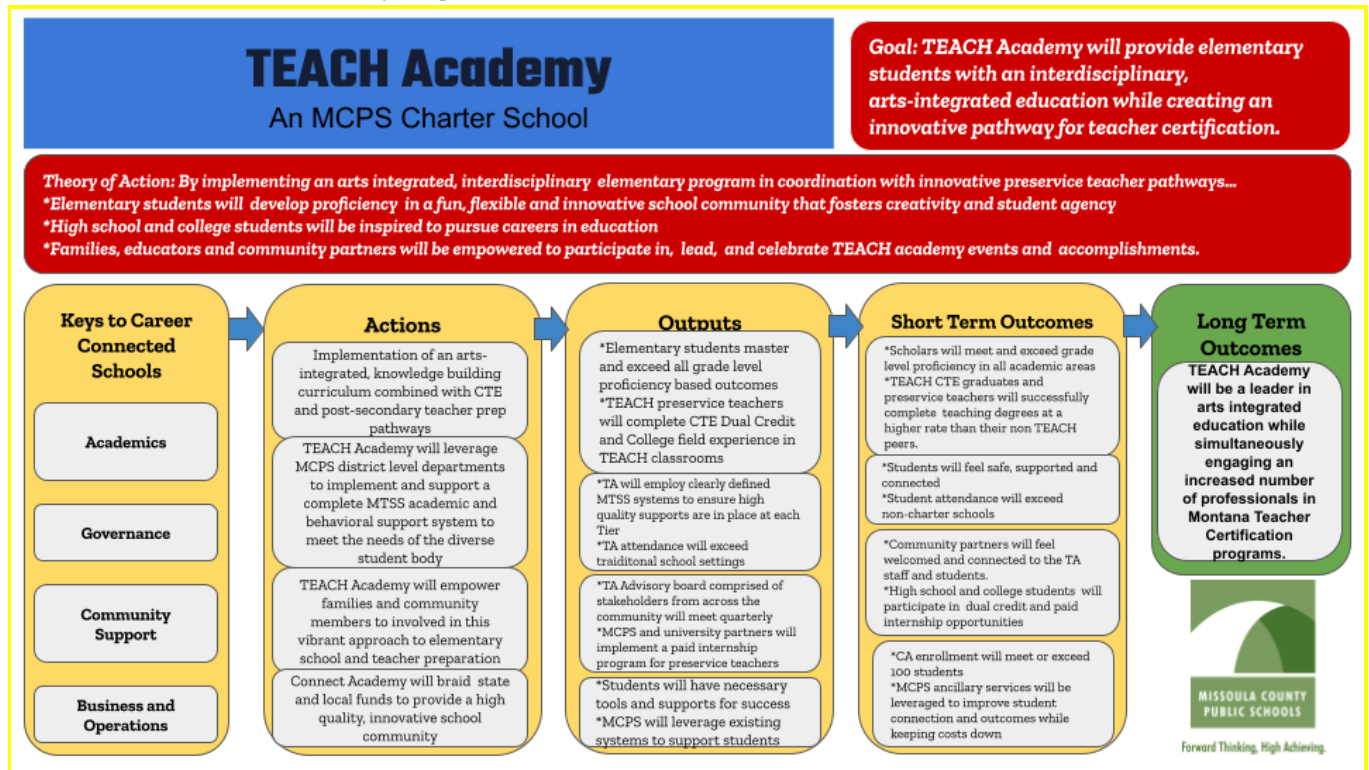 TEACH Academy
An MCPS Charter School
Goal: TEACH Academy will provide elementary
students with an interdisciplinary,
arts-integrated education while creating an
innovative pathway for teacher certification.
Theory of Action: By implementing an arts integrated, interdisciplinary elementary program in coordination with innovative preservice teacher pathways...
*Elementary students will develop proficiency in a fun, flexible and innovative school community that fosters creativity and student agency
*High school and college students will be inspired to pursue careers in education
*Families, educators and community partners will be empowered to participate in, lead, and celebrate TEACH academy events and accomplishments.
Keys to Career
Connected
Schools
Academics
Governance
Community
Support
Business and
Operations
Actions
Implementation of an arts-
integrated, knowledge building
curriculum combined with CTE
and post-secondary teacher prep
pathways
TEACH Academy will leverage
MCPS district level departments
to implement and support a
complete MTSS academic and
behavioral support system to
meet the needs of the diverse
student body
TEACH Academy will empower
families and community
members to involved in this
vibrant approach to elementary
school and teacher preparation
Connect Academy will braid state
and local funds to provide a high
quality, innovative school
community
Outputs
*Elementary students master
and exceed all grade level
proficiency based outcomes
*TEACH preservice teachers
will complete CTE Dual Credit
and College field experience in
TEACH classrooms
*TA will employ clearly defined
MTSS systems to ensure high
quality supports are in place at each
Tier
*TA attendance will exceed
traiditonal school settings
*TA Advisory board comprised of
stakeholders from across the
community will meet quarterly
*MCPS and university partners will
implement a paid internship
program for preservice teachers
*Students will have necessary
tools and supports for success
*MCPS will leverage existing
systems to support students
Short Term Outcomes
*Scholars will meet and exceed grade
level proficiency in all academic areas
*TEACH CTE graduates and
preservice teachers will successfully
complete teaching degrees at a
higher rate than their non TEACH
peers.
*Students will feel safe, supported and
connected
*Student attendance will exceed
non-charter schools
*Community partners will feel
welcomed and connected to the TA
staff and students.
*High school and college students will
participate in dual credit and paid
internship opportunities
*CA enrollment will meet or exceed
100 students
*MCPS ancillary services will be
leveraged to improve student
connection and outcomes while
keeping costs down
Long Term
Outcomes
TEACH Academy
will be a leader in
arts integrated
education while
simultaneously
engaging an
increased number
of professionals in
Montana Teacher
Certification
programs.
MISSOULA COUNTY
PUBLIC SCHOOLS
Forward Thinking, High Achieving.